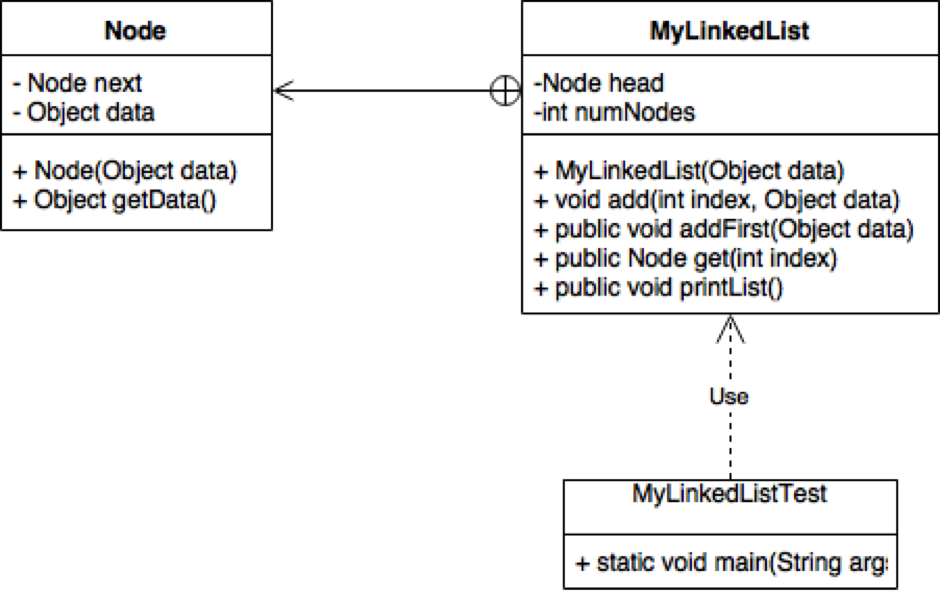 Node
- Node next
- Object data
+ Node(Object data)
+ Object getData()
MyLinkedList
-Node head
-int numNodes
+ MyLinkedList(Object data)
+ void add(int index, Object data)
+ public void addFirst(Object data)
+ public Node get(int index)
+ public void printList()
Use
MyLinkedListTest
+ static void main(String args